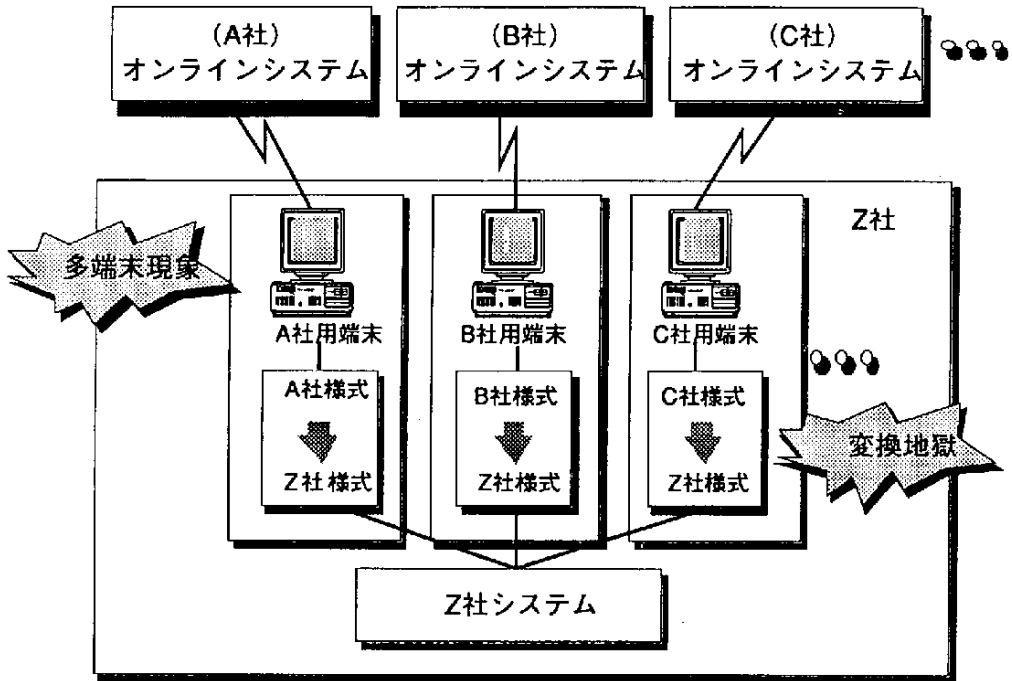 (A社)
オンラインシステム
(B社)
オンラインシステム
(C社)
オンラインシステム
Z社
多端末現象
A社用端末
B社用端末
C社用端末
A社様式
Z社様式
B社様式
Z社様式
C社様式
Z社様式
変換地獄
Z社システム